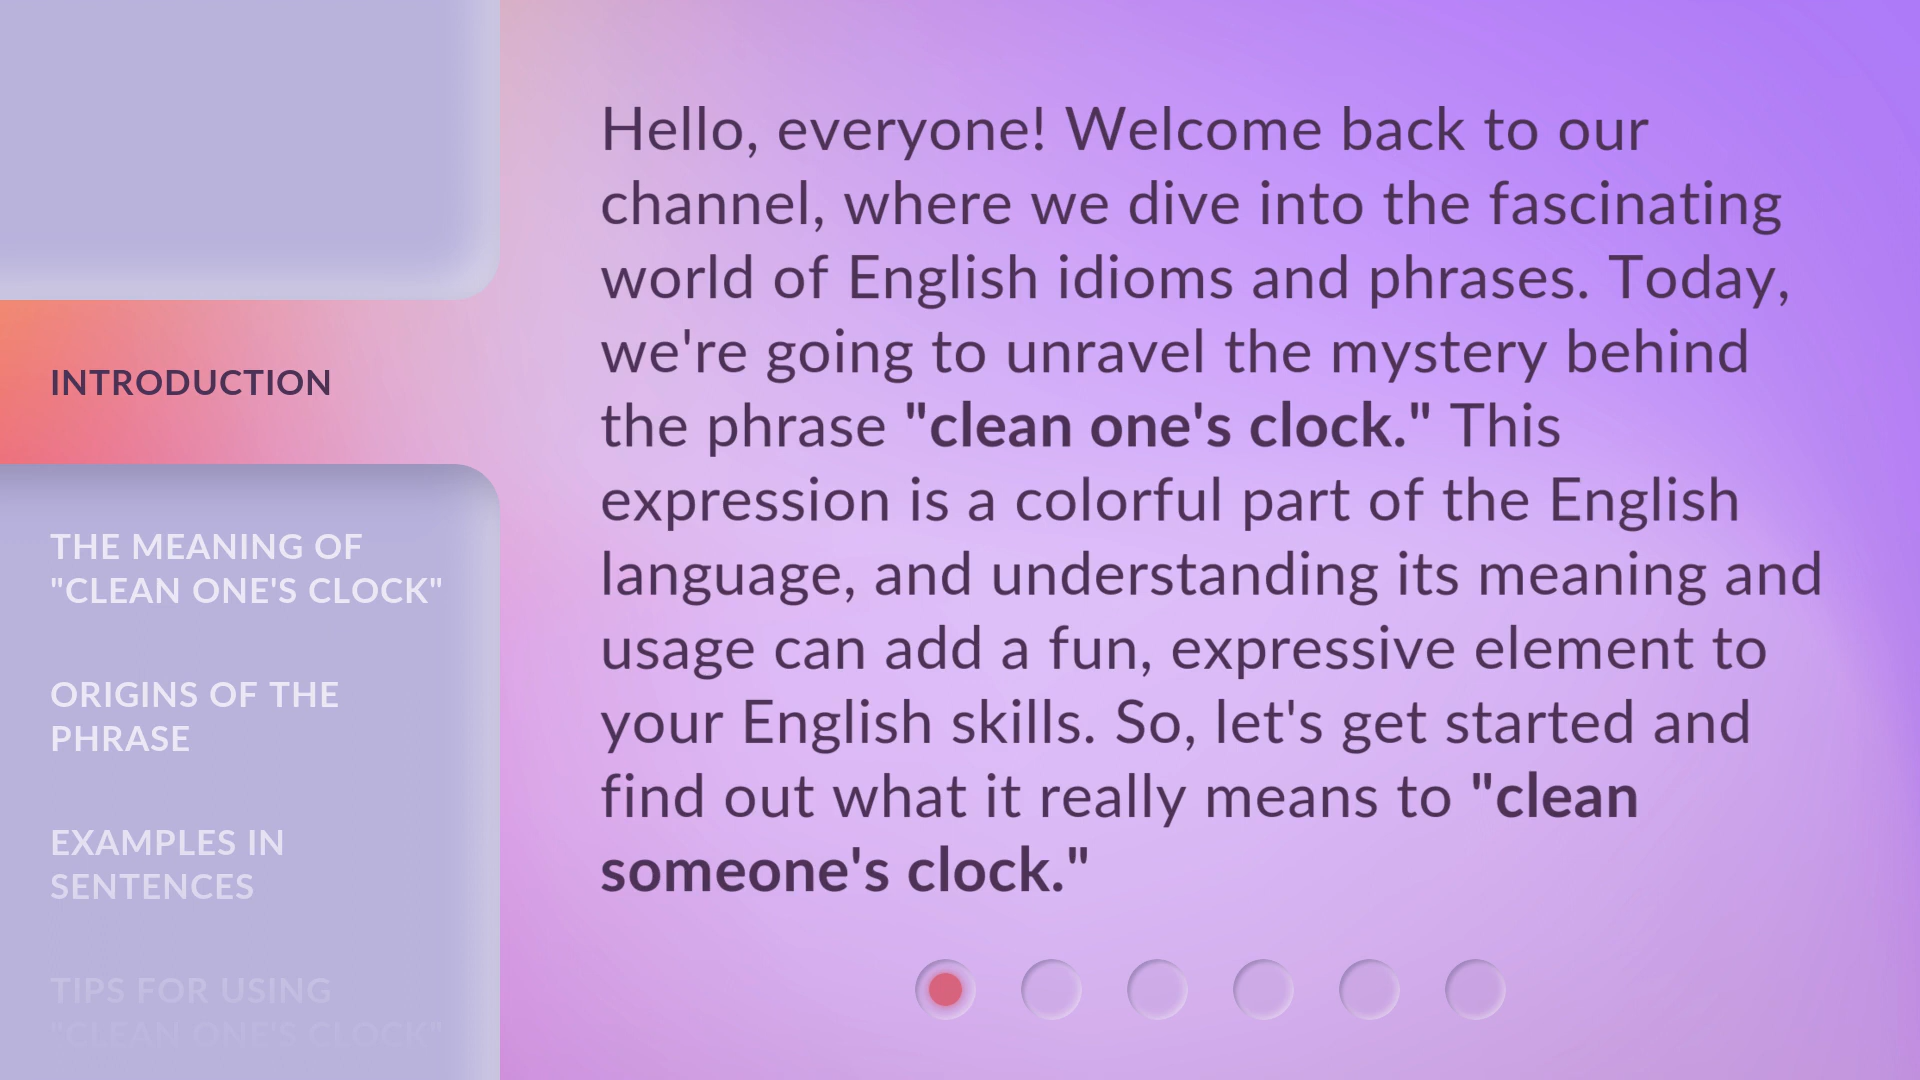 INTRODUCTION
THE MEANING OF
"CLEAN ONE'S CLOCK"
ORIGINS OF THE
PHRASE
EXAMPLES IN
SENTENCES
TIPS FOR USING
"CLEAN ONE'S CLOCK"
Hello, everyone! Welcome back to our
channel, where we dive into the fascinating
world of English idioms and phrases. Today,
we're going to unravel the mystery behind
the phrase "clean one's clock." This
expression is a colorful part of the English
language, and understanding its meaning and
usage can add a fun, expressive element to
your English skills. So, let's get started and
find out what it really means to "clean
someone's clock."